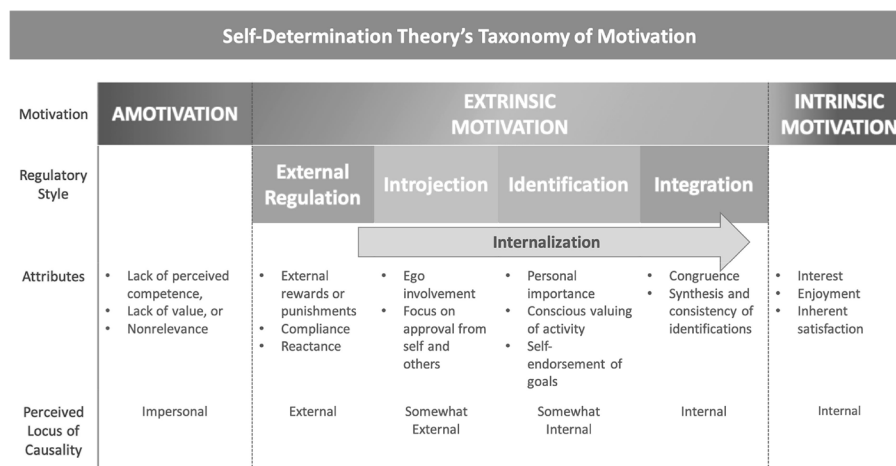 Self-Determination Theory's Taxonomy of Motivation
Motivation
AMOTIVATION
EXTRINSIC
MOTIVATION
INTRINSIC
MOTIVATION
Regulatory
Style
External
Regulation
Introjection
Identification
Integration
Internalization
Attributes
• Lack of perceived
competence,
• Lack of value, or
• Nonrelevance
• External
rewards or
punishments
• Compliance
• Reactance
• Ego
involvement
• Focus on
approval from
self and
others
• Personal
importance
• Conscious valuing
of activity
• Self-
endorsement of
goals
• Congruence
• Synthesis and
consistency of
identifications
• Interest
• Enjoyment
• Inherent
satisfaction
Perceived
Locus of
Causality
Impersonal
External
Somewhat
External
Somewhat
Internal
Internal
Internal